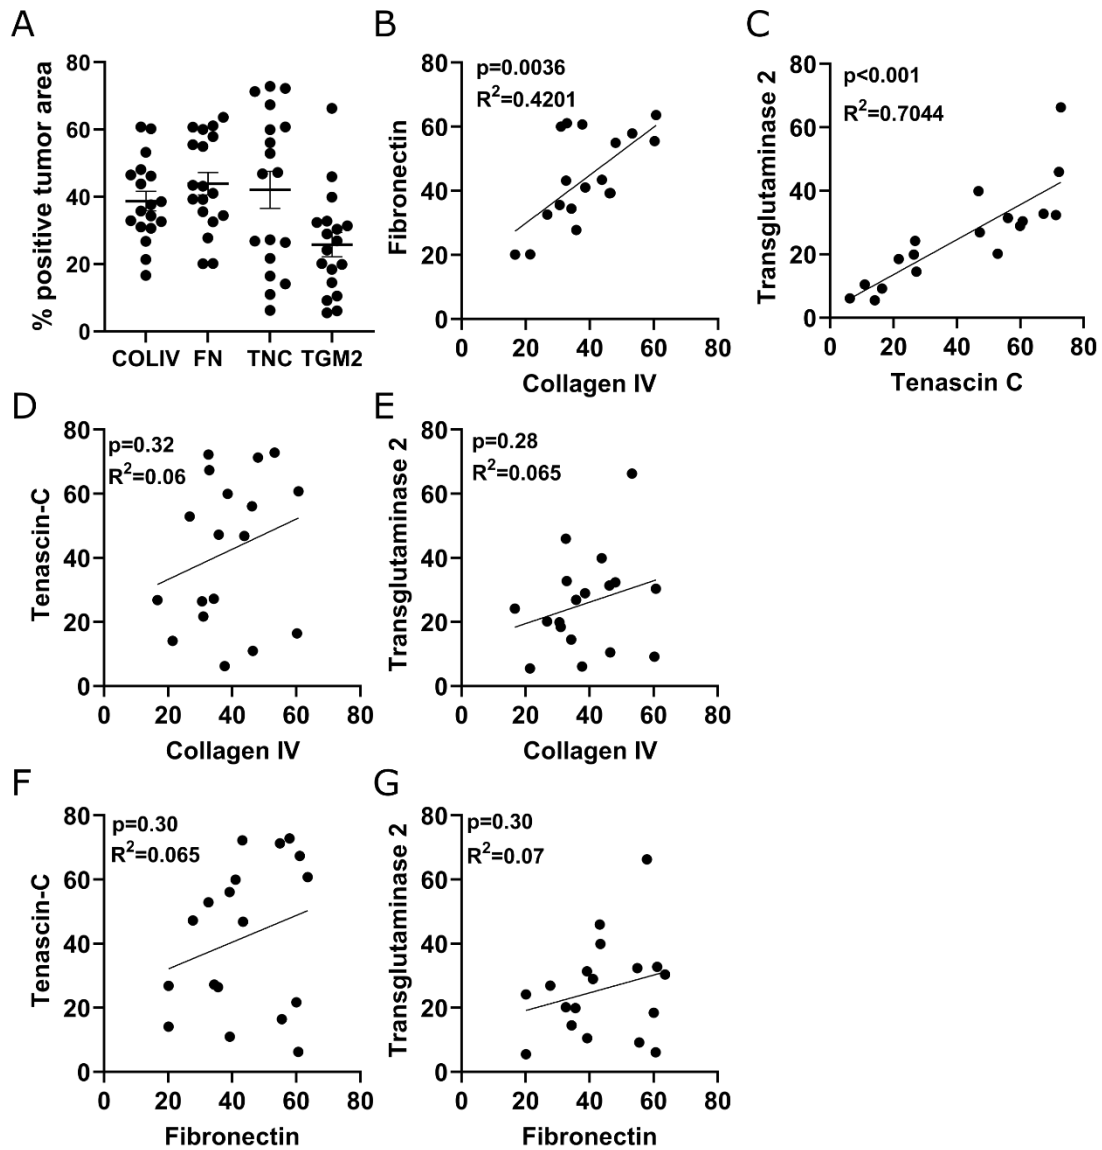 A
% positive tumor area
80
60
40
20
0
COLIV FN TNC TGM2
B
Fibronectin
p=0.0036
R²=0.4201
80
60
40
20
0
0 20 40 60 80
Collagen IV
C
Transglutaminase 2
p<0.001
R²=0.7044
80
60
40
20
0
0 20 40 60 80
Tenascin C
D
Tenascin-C
p=0.32
R²=0.06
80
60
40
20
0
0 20 40 60 80
Collagen IV
E
Transglutaminase 2
p=0.28
R²=0.065
80
60
40
20
0
0 20 40 60 80
Collagen IV
F
Tenascin-C
p=0.30
R²=0.065
80
60
40
20
0
0 20 40 60 80
Fibronectin
G
Transglutaminase 2
p=0.30
R²=0.07
80
60
40
20
0
0 20 40 60 80
Fibronectin